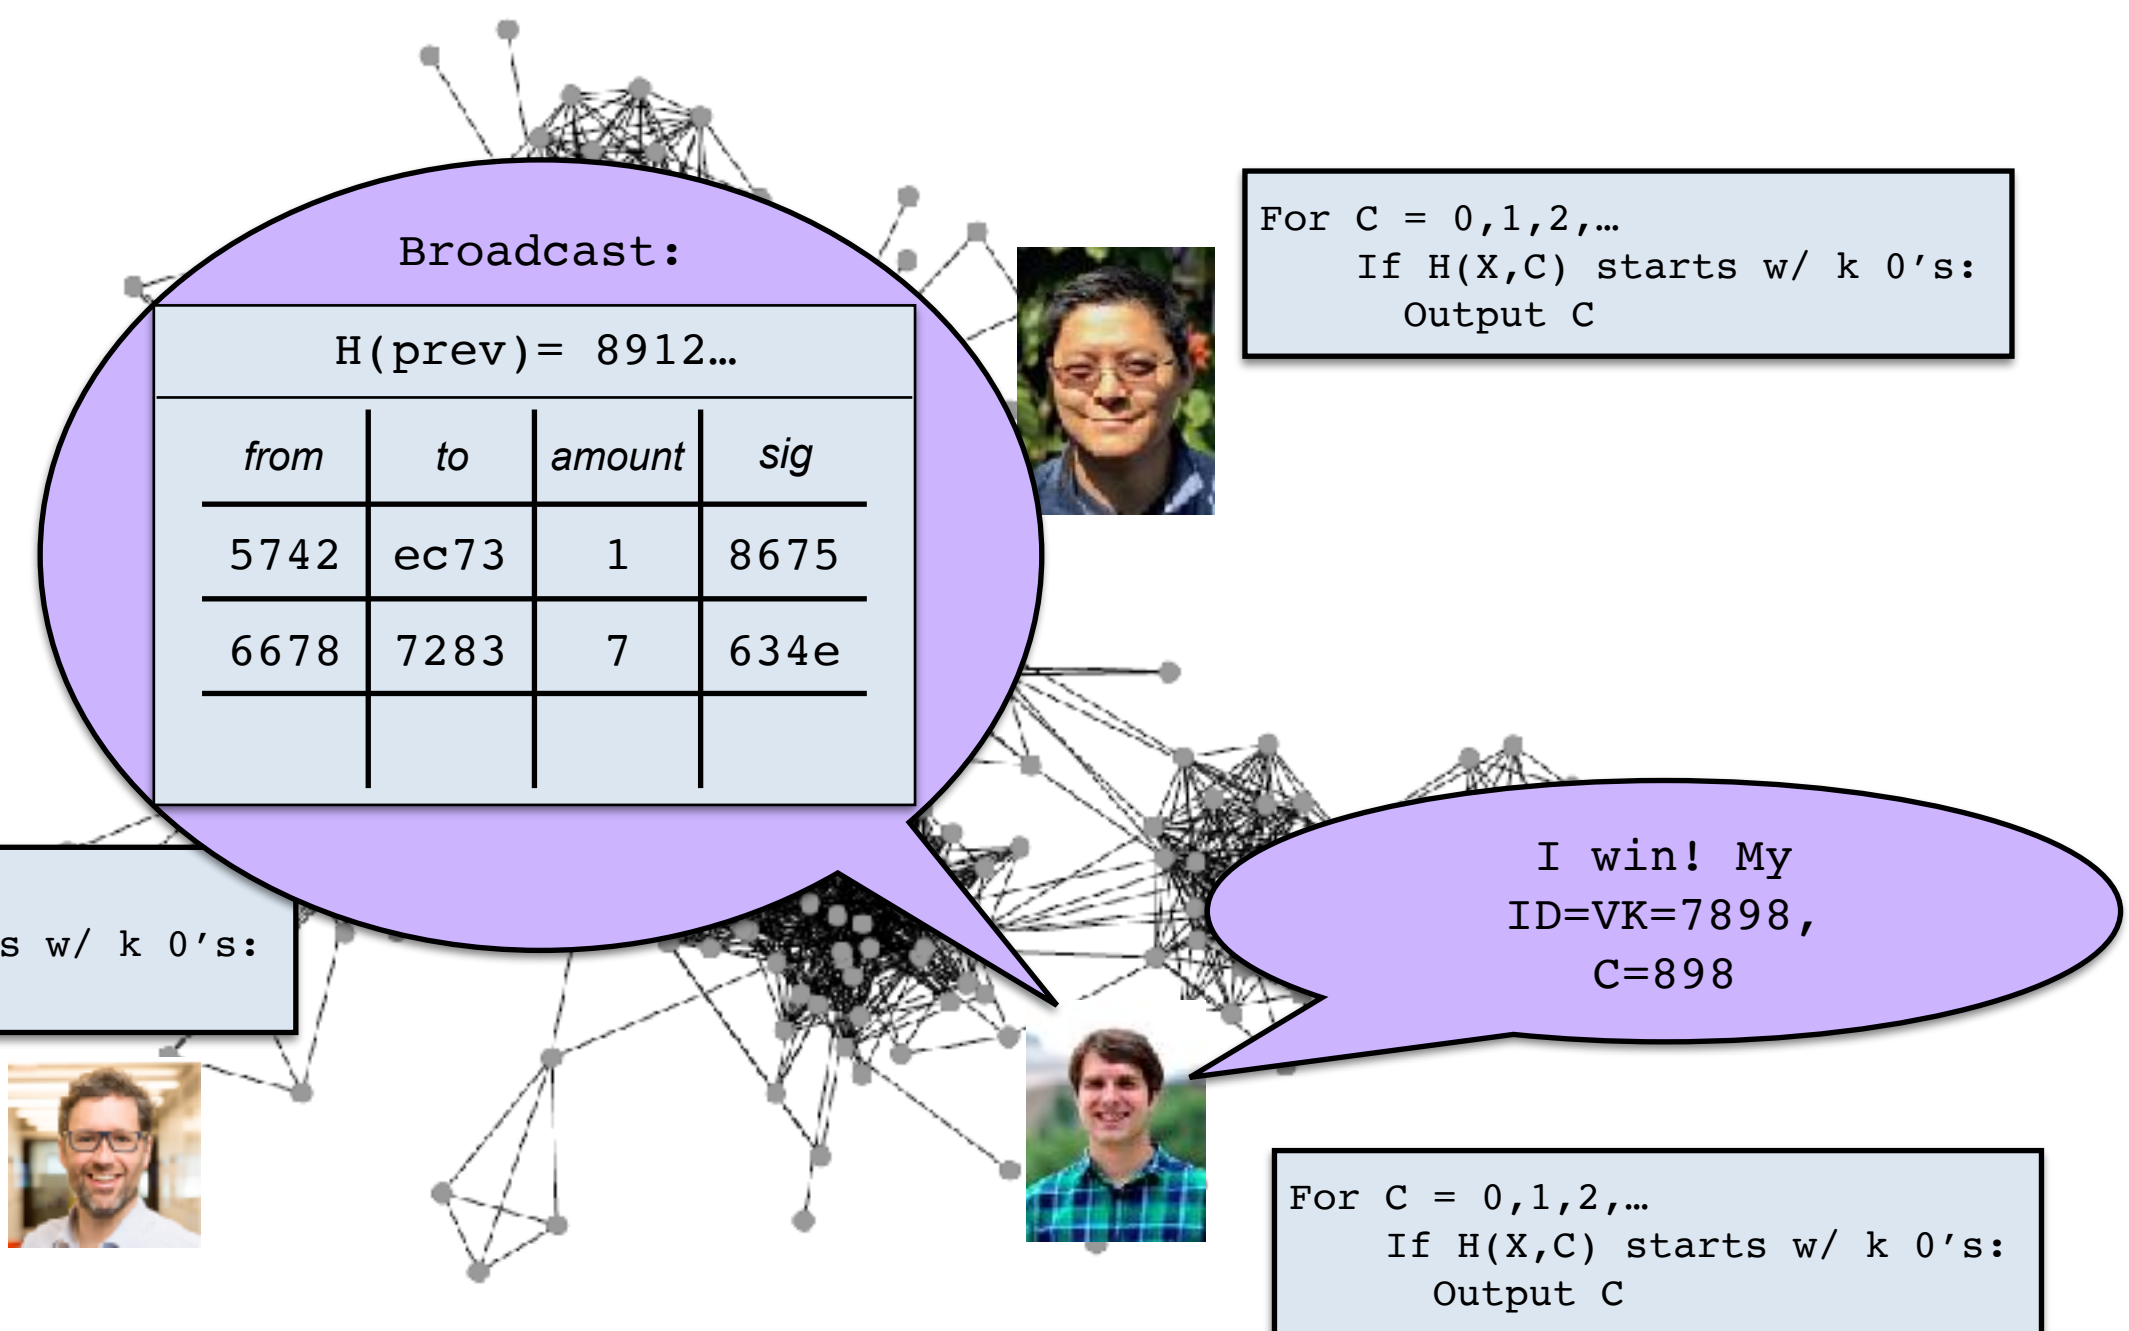 Broadcast:
H(prev)= 8912…
from to amount sig
5742 ec73 1 8675
6678 7283 7 634e
For C = 0,1,2,…
If H(X,C) starts w/ k 0's:
Output C
s w/ k 0's:
I win! My
ID=VK=7898,
C=898
For C = 0,1,2,…
If H(X,C) starts w/ k 0's:
Output C